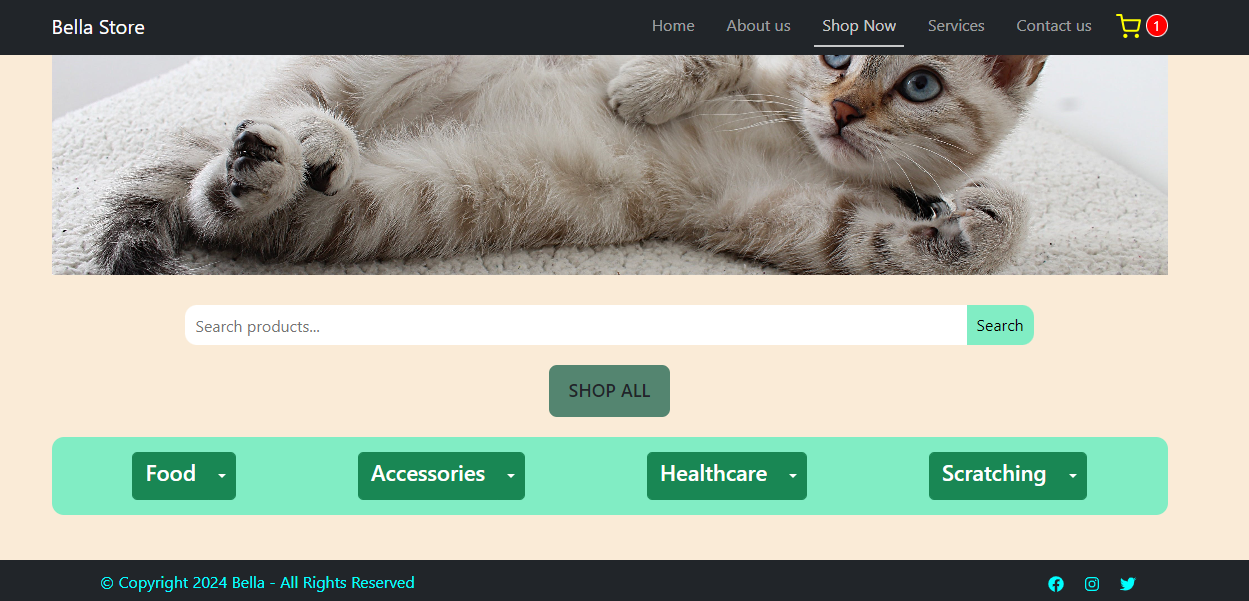 Bella Store Home About us Shop Now Services Contact us 1
Search products... Search
SHOP ALL
Food Accessories Healthcare Scratching
© Copyright 2024 Bella - All Rights Reserved